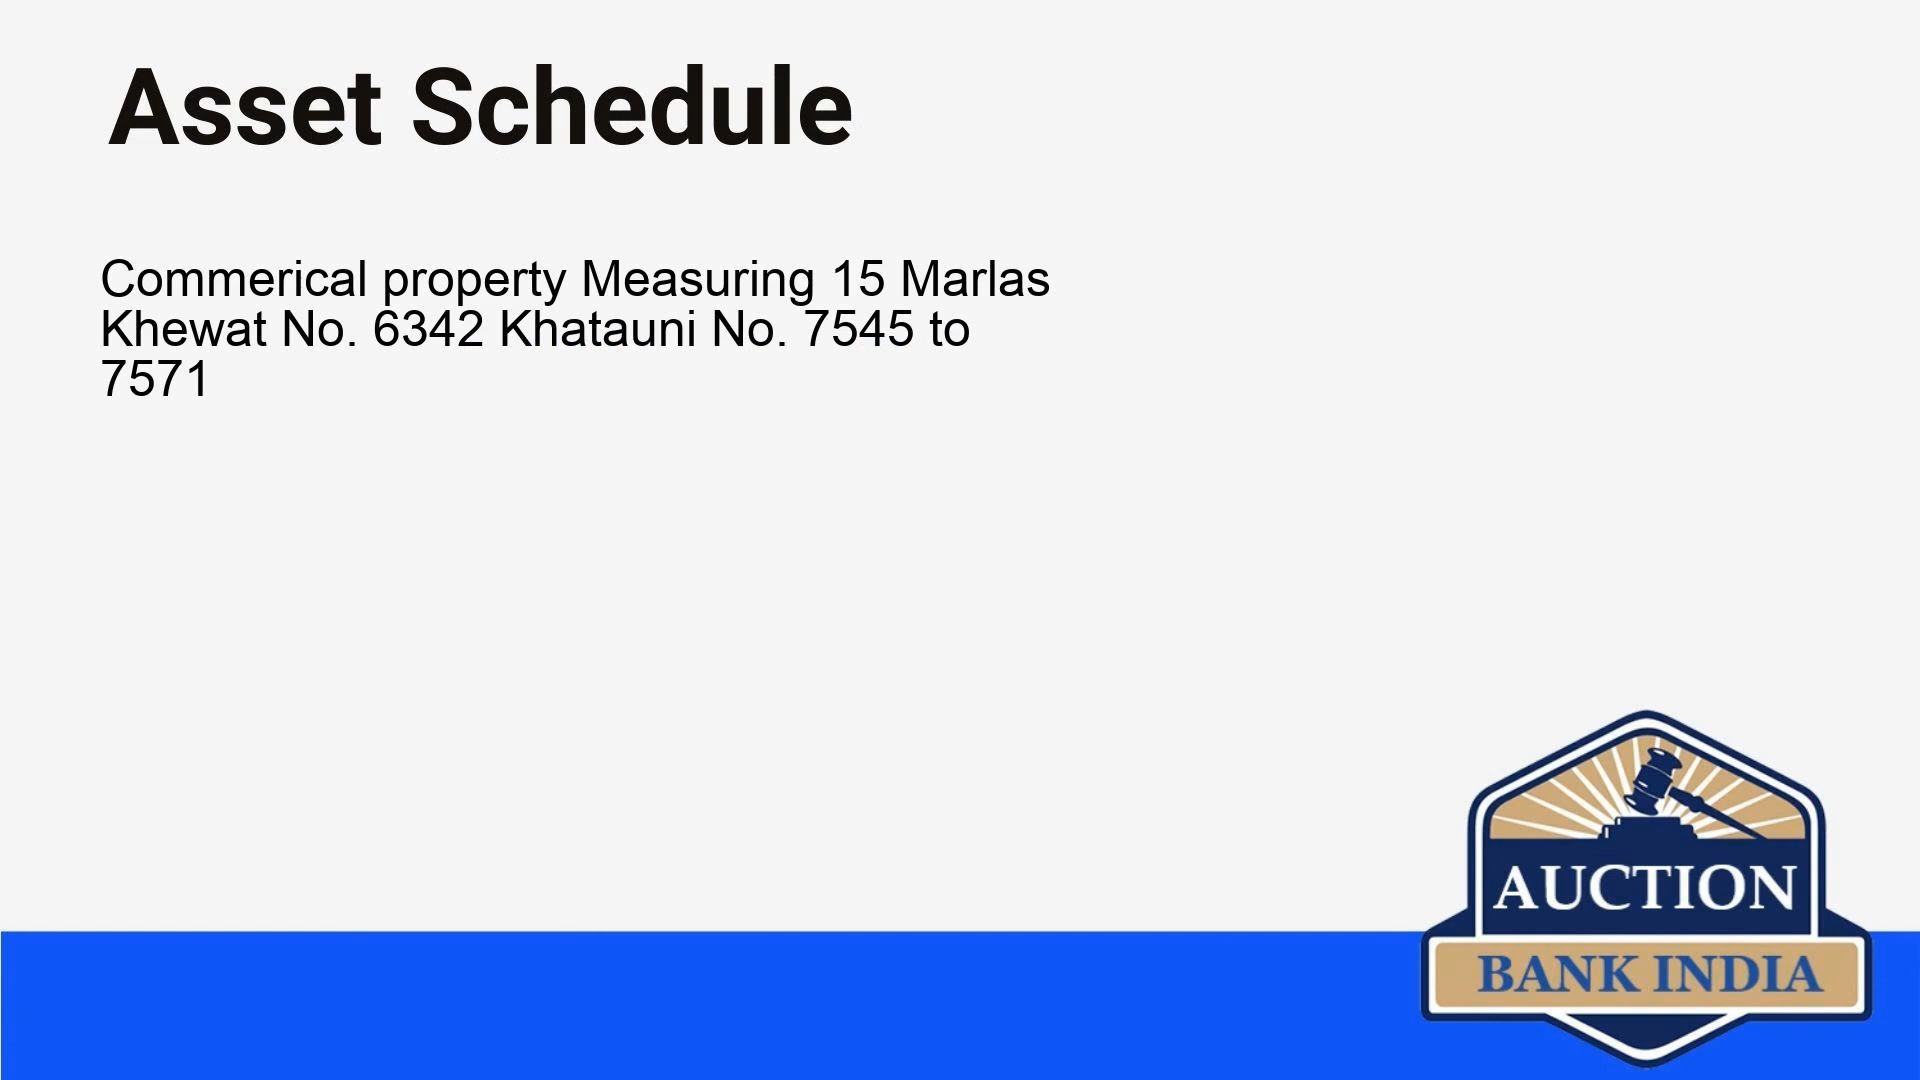 Asset Schedule
Commerical property Measuring 15 Marlas
Khewat No. 6342 Khatauni No. 7545 to
7571
AUCTION
BANK INDIA